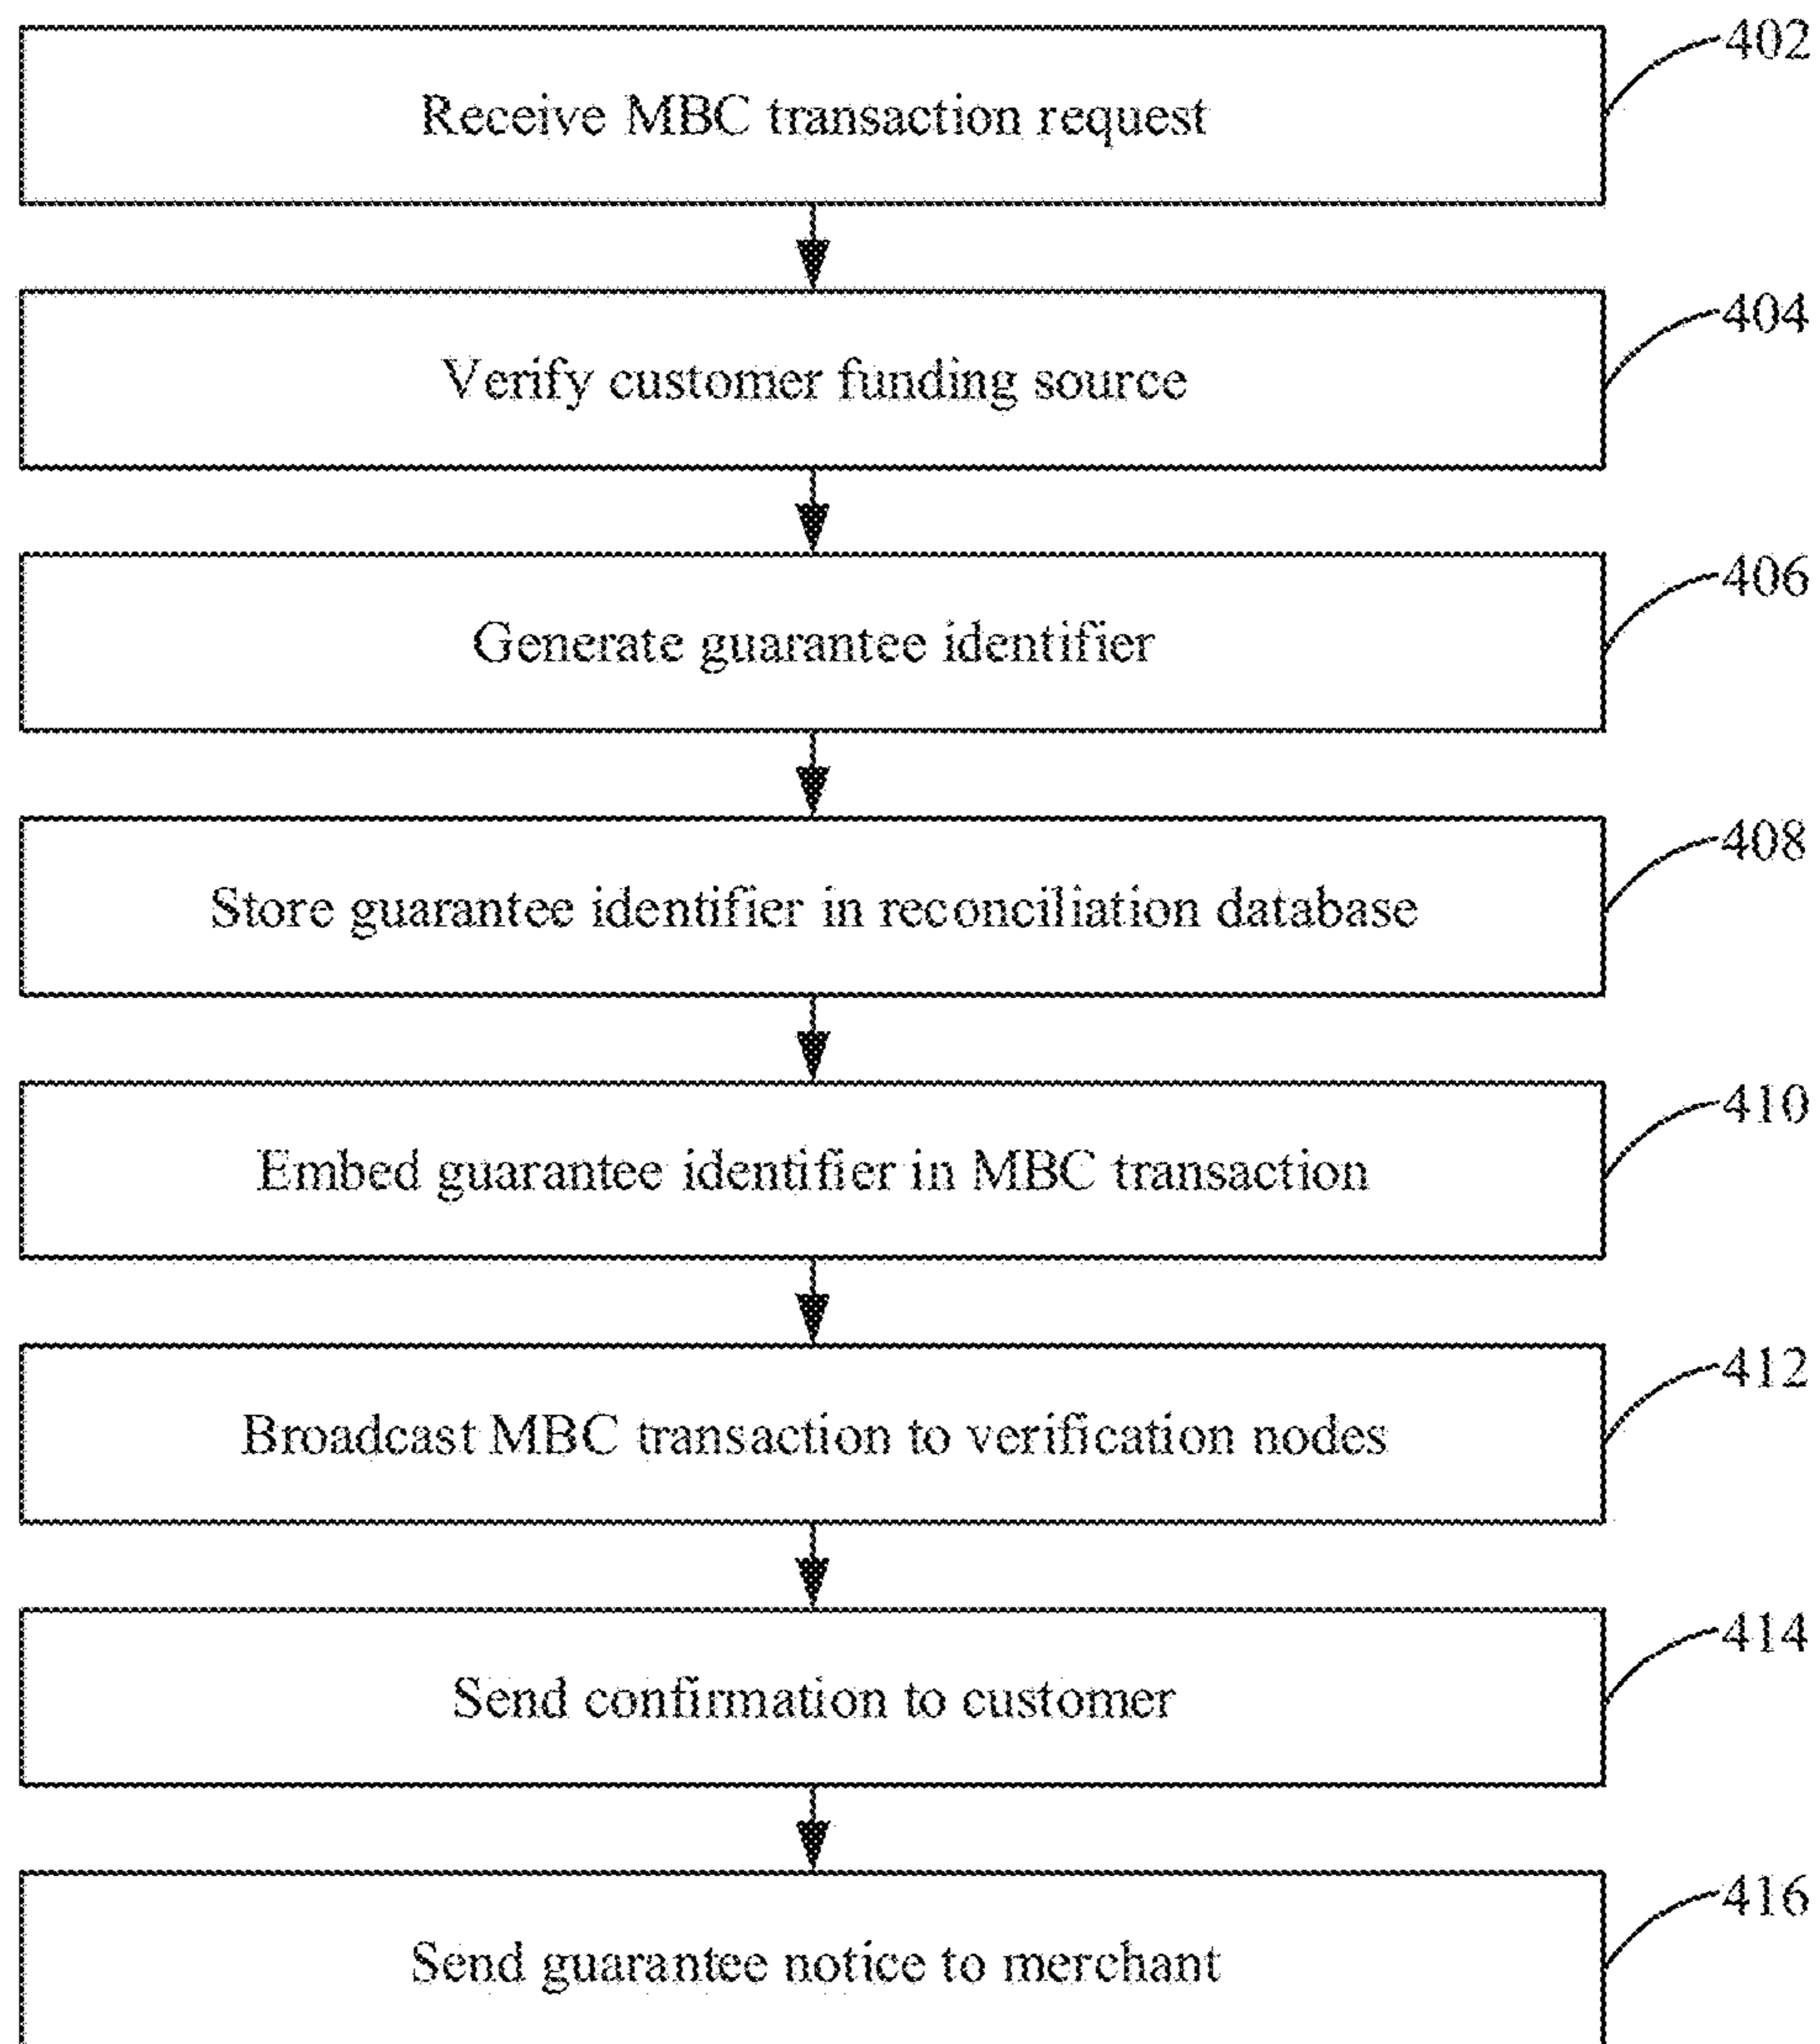 402
Receive MBC transaction request
404
Verify customer funding source
406
Generate guarantee identifier
408
Store guarantee identifier in reconciliation database
410
Embed guarantee identifier in MBC transaction
412
Broadcast MBC transaction to verification nodes
414
Send confirmation to customer
416
Send guarantee notice to merchant